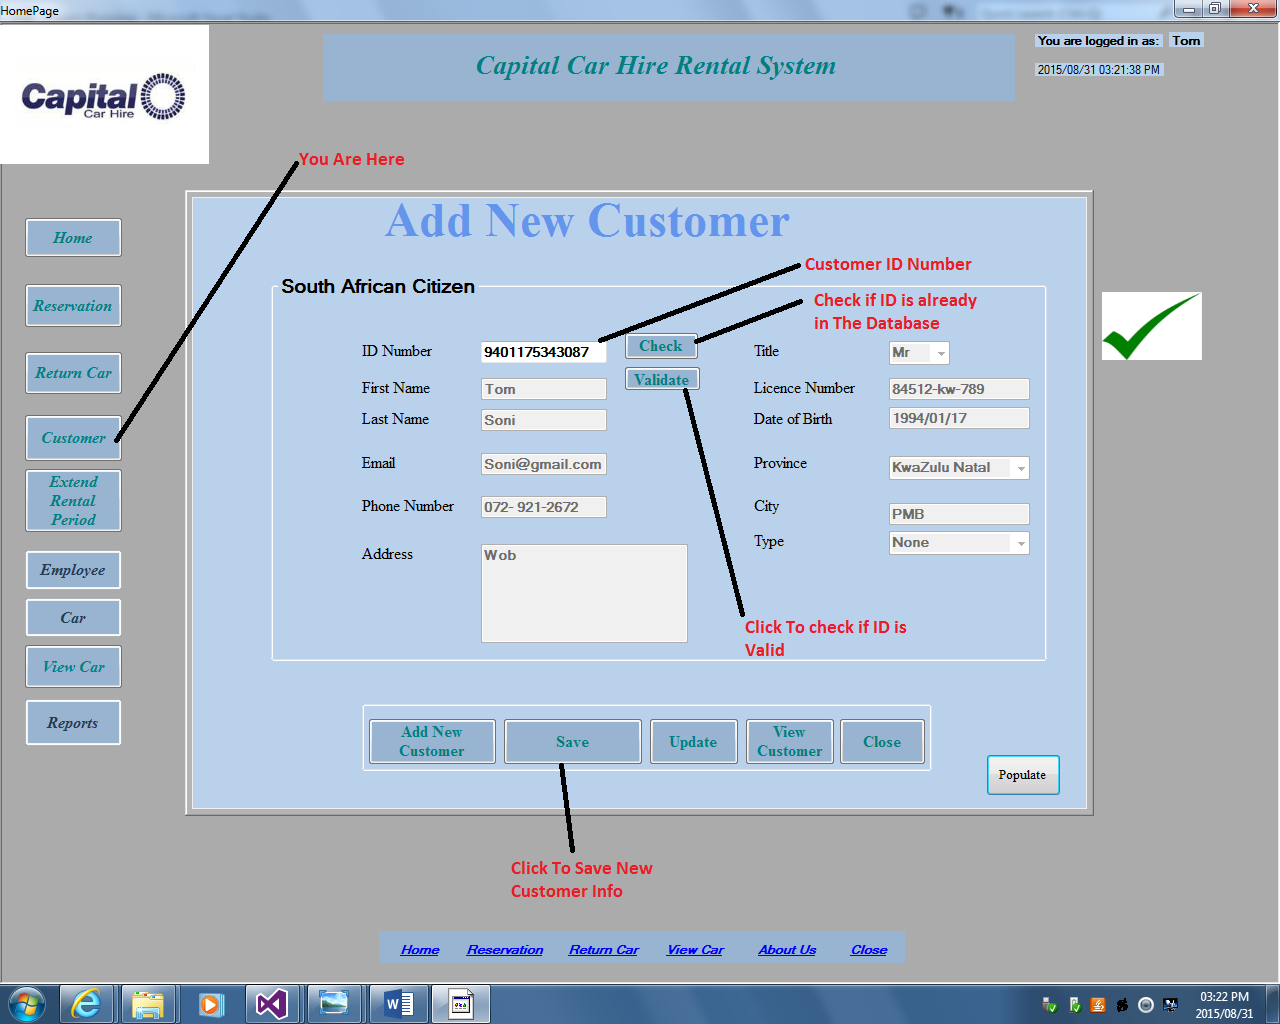 HomePage
Capital
Car Hire
Capital Car Hire Rental System
You are logged in as: Tom
2015/08/31 03:21:38 PM
You Are Here
Home
Reservation
Return Car
Customer
Extend
Rental
Period
Employee
Car
View Car
Reports
Add New Customer
Customer ID Number
South African Citizen
Check if ID is already
in The Database
ID Number 9401175343087 Check Title Mr
Validate
First Name Tom Licence Number 84512-kw-789
Last Name Soni Date of Birth 1994/01/17
Email Soni@gmail.com Province KwaZulu Natal
Phone Number 072- 921-2672 City PMB
Type None
Address Wob
Click To check if ID is
Valid
Add New
Customer
Save
Update
View
Customer
Close
Populate
Click To Save New
Customer Info
Home Reservation Return Car View Car About Us Close
03:22 PM
2015/08/31